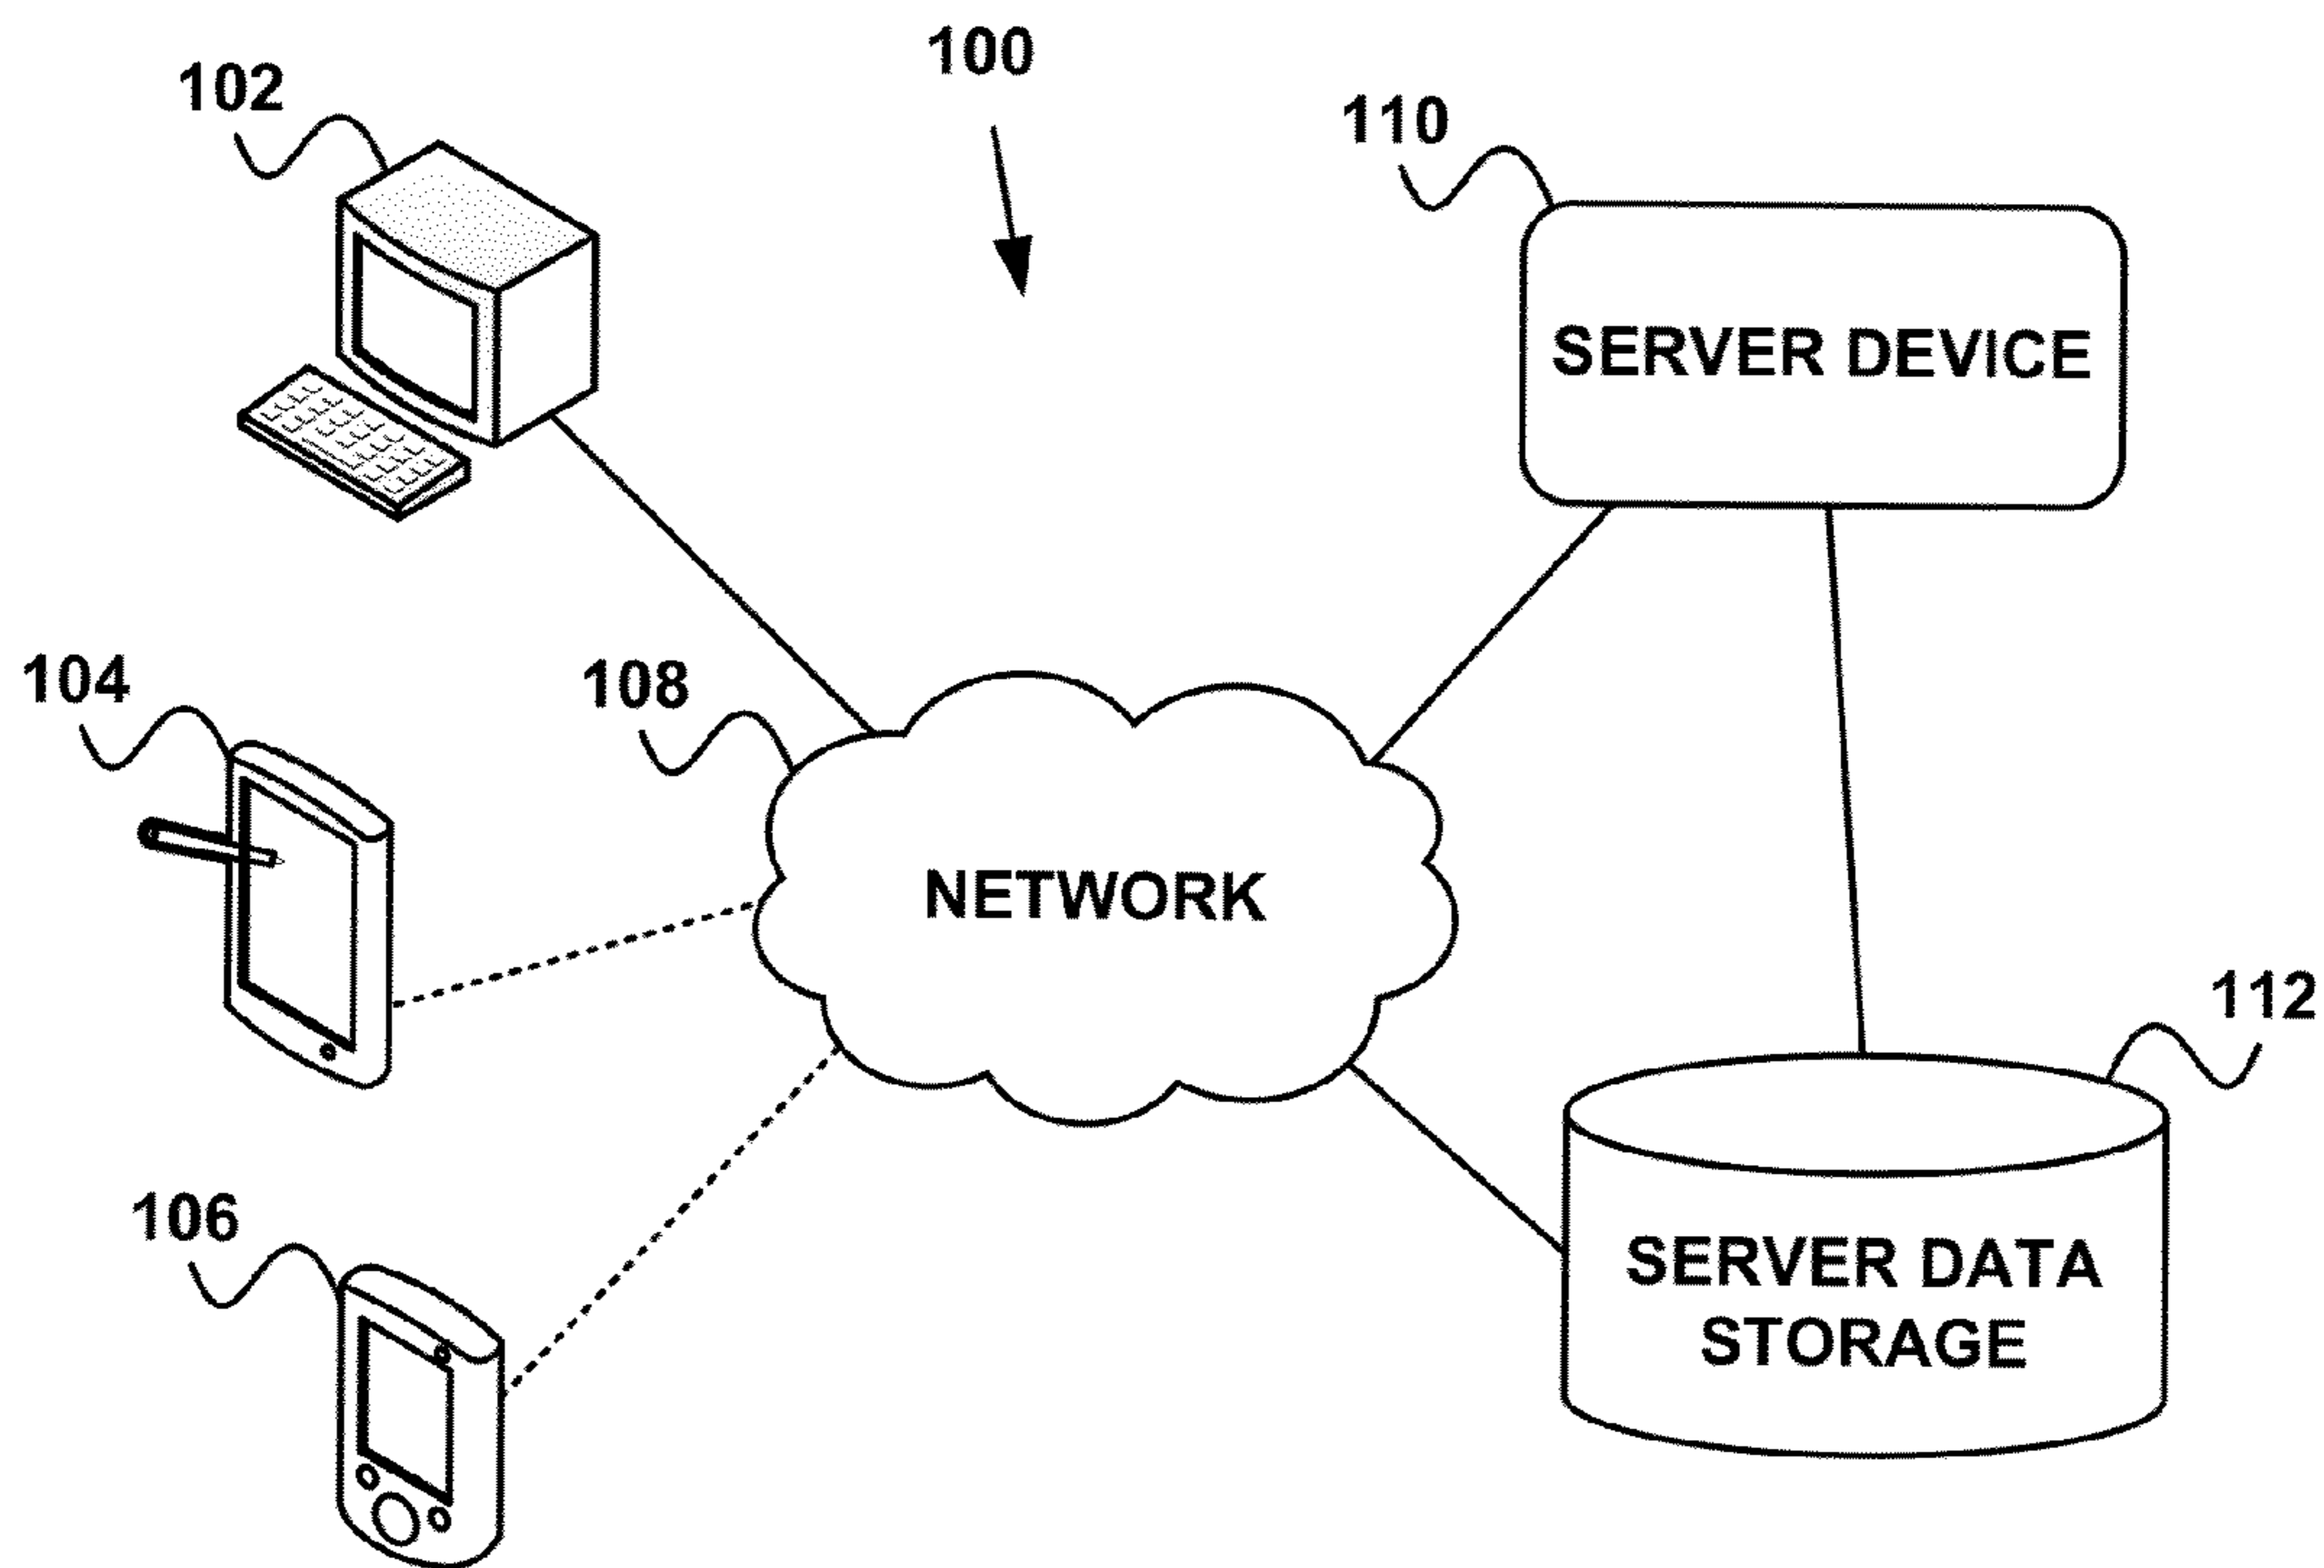 100
102
110
SERVER DEVICE
104
108
NETWORK
112
106
SERVER DATA
STORAGE